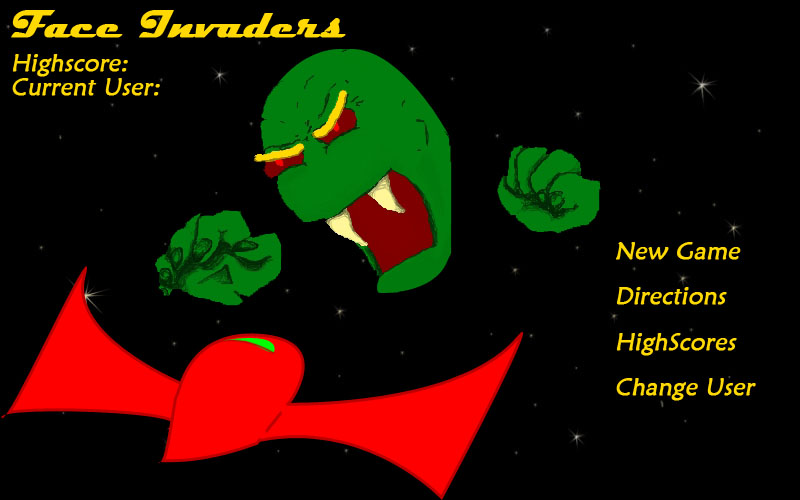 Face Invaders
Highscore:
Current User:
New Game
Directions
HighScores
Change User